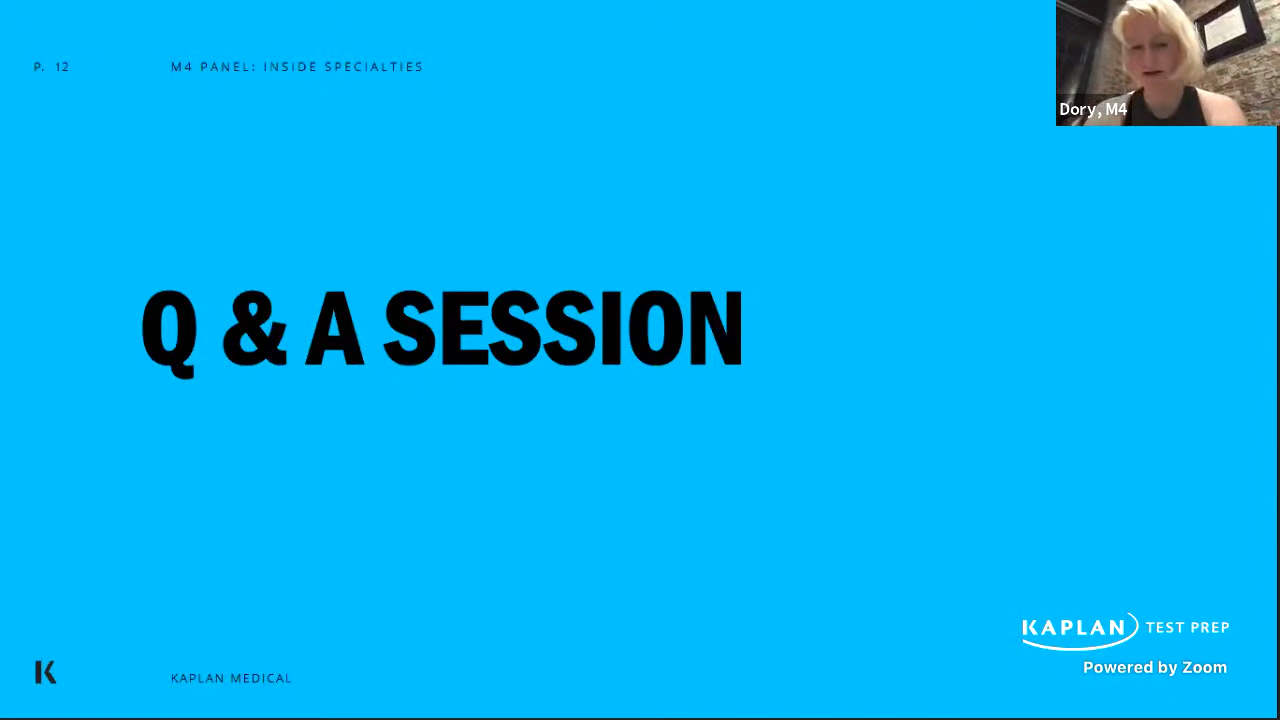 P. 12
M4 PANEL: INSIDE SPECIALTIES
Dory, M4
Q & A SESSION
KAPLAN TEST PREP
Powered by Zoom
K
KAPLAN MEDICAL